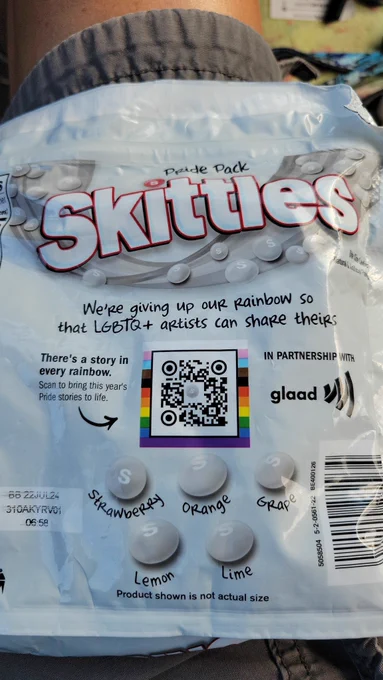 Pride Pack
Skittles
We're giving up our rainbow so
that LGBTQ+ artists can share theirs
There's a story in
every rainbow.
Scan to bring this year's
Pride stories to life.
IN PARTNERSHIP WITH
glaad
S
S
S
Strawberry
Orange
Grape
S
S
Lemon
Lime
Product shown is not actual size
BB 22JUL24
310AKYRV01
06:58